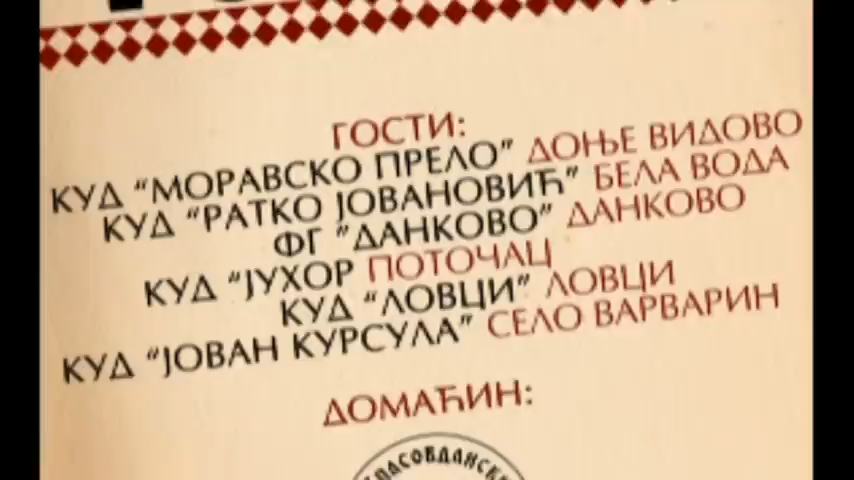 ГОСТИ:
КУД "МОРАВСКО ПРЕЛО" ДОЊЕ ВИДОВО
КУД "РАТКО ЈОВАНОВИЋ" БЕЛА ВОДА
ФГ "ДАНКОВО" ДАНКОВО
КУД "ЈУХОР ПОТОЧАЦ
КУД "ЛОВЦИ" ЛОВЦИ
КУД "ЈОВАН КУРСУЛА" СЕЛО ВАРВАРИН
ДОМАЋИН: